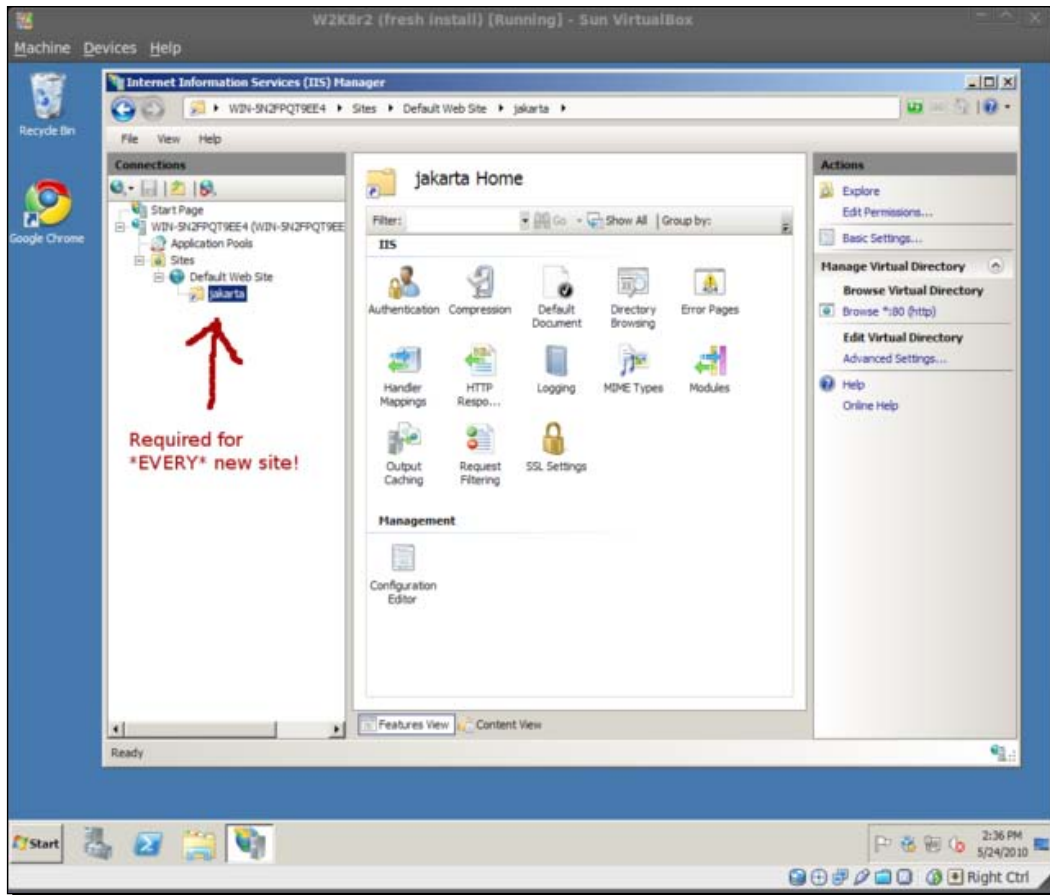 W2K8r2 (fresh install) [Running] - Sun VirtualBox
Machine Devices Help
Recycle Bin
Google Chrome
Internet Information Services (IIS) Manager
WIN-5N2FPQT9EE4 Sites Default Web Site jakarta
File View Help
Connections
Start Page
WIN-5N2FPQT9EE4 (WIN-5N2FPQT9EE
Application Pools
Sites
Default Web Site
jakarta
Required for
*EVERY* new site!
jakarta Home
Filter: Go Show All Group by:
IIS
Authentication Compression Default Document Directory Browsing Error Pages
Handler Mappings HTTP Respo... Logging MIME Types Modules
Output Caching Request Filtering SSL Settings
Management
Configuration Editor
Features View Content View
Actions
Explore
Edit Permissions...
Basic Settings...
Manage Virtual Directory
Browse Virtual Directory
Browse *:80 (http)
Edit Virtual Directory
Advanced Settings...
Help
Online Help
Ready
Start
2:36 PM
5/24/2010
Right Ctrl